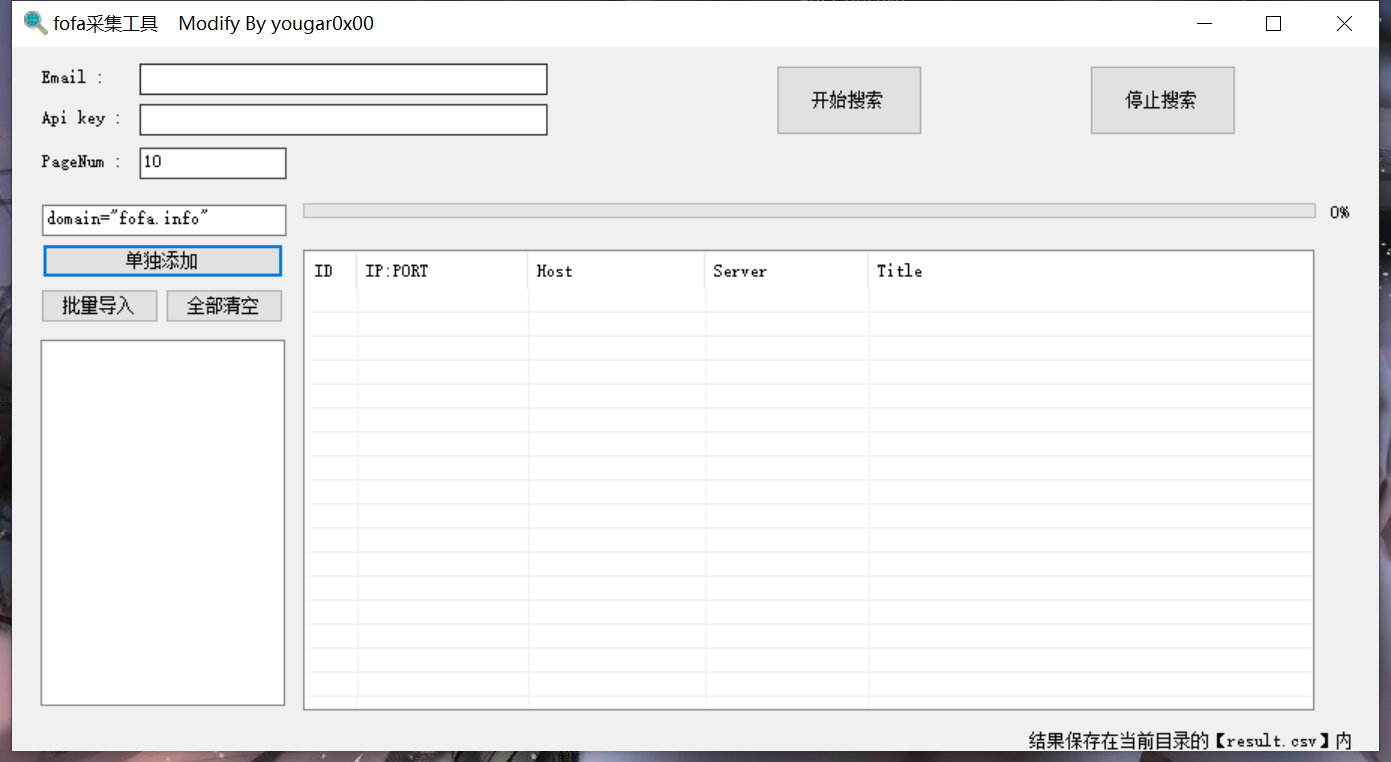 fofa采集工具 Modify By yougar0x00
Email :
Api key :
PageNum : 10
开始搜索
停止搜索
domain="fofa.info"
0%
单独添加
批量导入 全部清空
ID IP:PORT Host Server Title
结果保存在当前目录的【result.csv】内